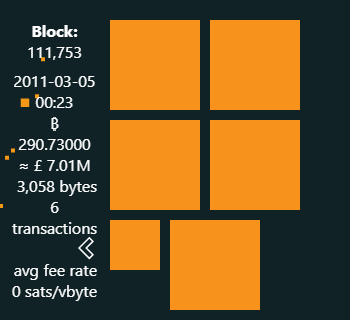 Block:
111,753
2011-03-05
00:23
₿
290.73000
≈ £ 7.01M
3,058 bytes
6
transactions
avg fee rate
0 sats/vbyte